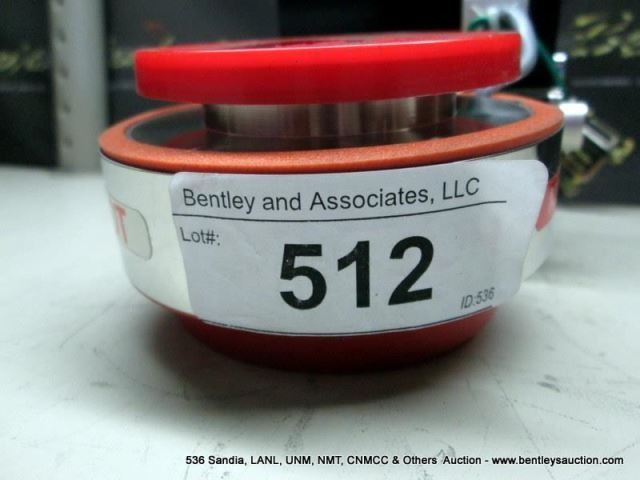 Bentley and Associates, LLC
Lot#:
512
ID:536
536 Sandia, LANL, UNM, NMT, CNMCC & Others Auction - www.bentleysauction.com